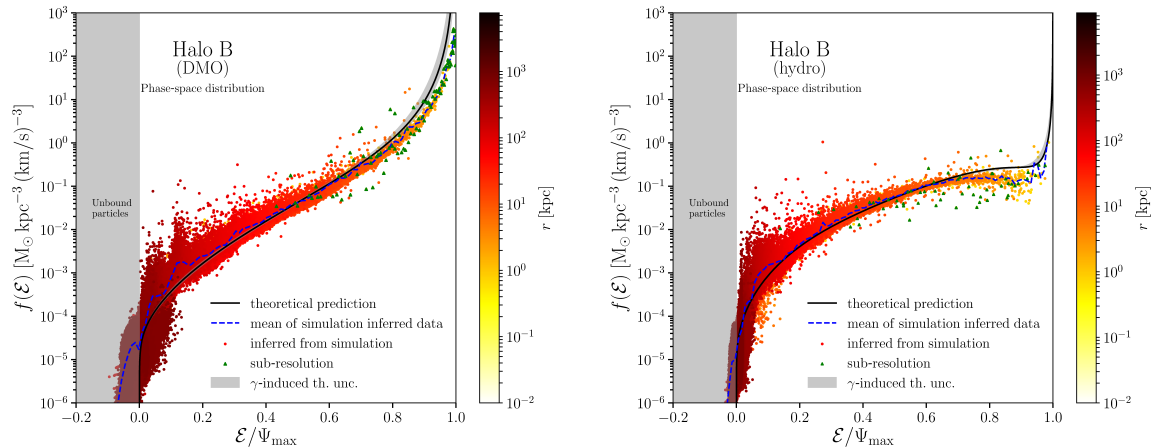 Halo B
(DMO)
Phase-space distribution
Unbound
particles
theoretical prediction
mean of simulation inferred data
inferred from simulation
sub-resolution
γ-induced th. unc.
f(ℰ) [M⊙ kpc⁻³ (km/s)⁻³]
10³
10²
10¹
10⁰
10⁻¹
10⁻²
10⁻³
10⁻⁴
10⁻⁵
10⁻⁶
−0.2 0.0 0.2 0.4 0.6 0.8 1.0
ℰ/Ψmax
10³
10²
10¹
10⁰
10⁻¹
10⁻²
r [kpc]
Halo B
(hydro)
Phase-space distribution
Unbound
particles
theoretical prediction
mean of simulation inferred data
inferred from simulation
sub-resolution
γ-induced th. unc.
f(ℰ) [M⊙ kpc⁻³ (km/s)⁻³]
10³
10²
10¹
10⁰
10⁻¹
10⁻²
10⁻³
10⁻⁴
10⁻⁵
10⁻⁶
−0.2 0.0 0.2 0.4 0.6 0.8 1.0
ℰ/Ψmax
10³
10²
10¹
10⁰
10⁻¹
10⁻²
r [kpc]